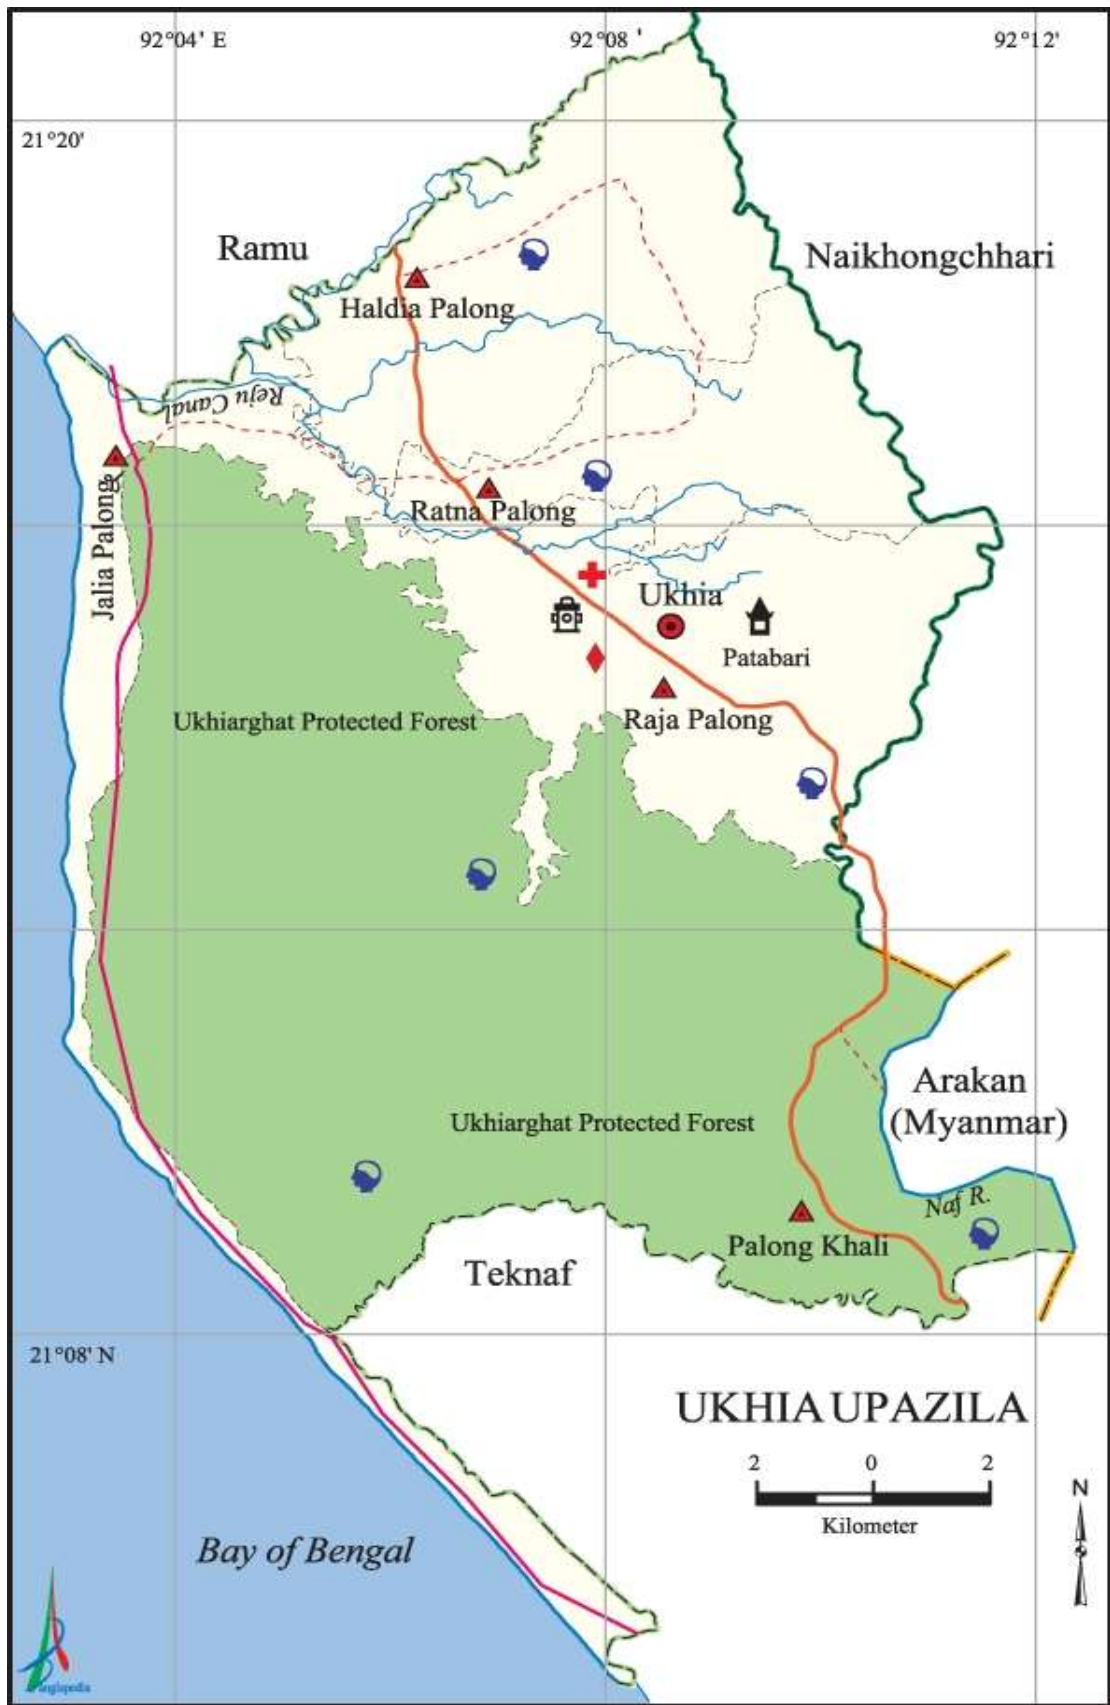 92°04' E
92°08 '
92°12'
21°20'
Ramu
Naikhongchhari
Haldia Palong
Reju Canal
Jalia Palong
Ratna Palong
Ukhia
Patabari
Raja Palong
Ukhiarghat Protected Forest
Arakan
(Myanmar)
Ukhiarghat Protected Forest
Naf R.
Palong Khali
Teknaf
21°08' N
UKHIA UPAZILA
2 0 2
Kilometer
N
Bay of Bengal